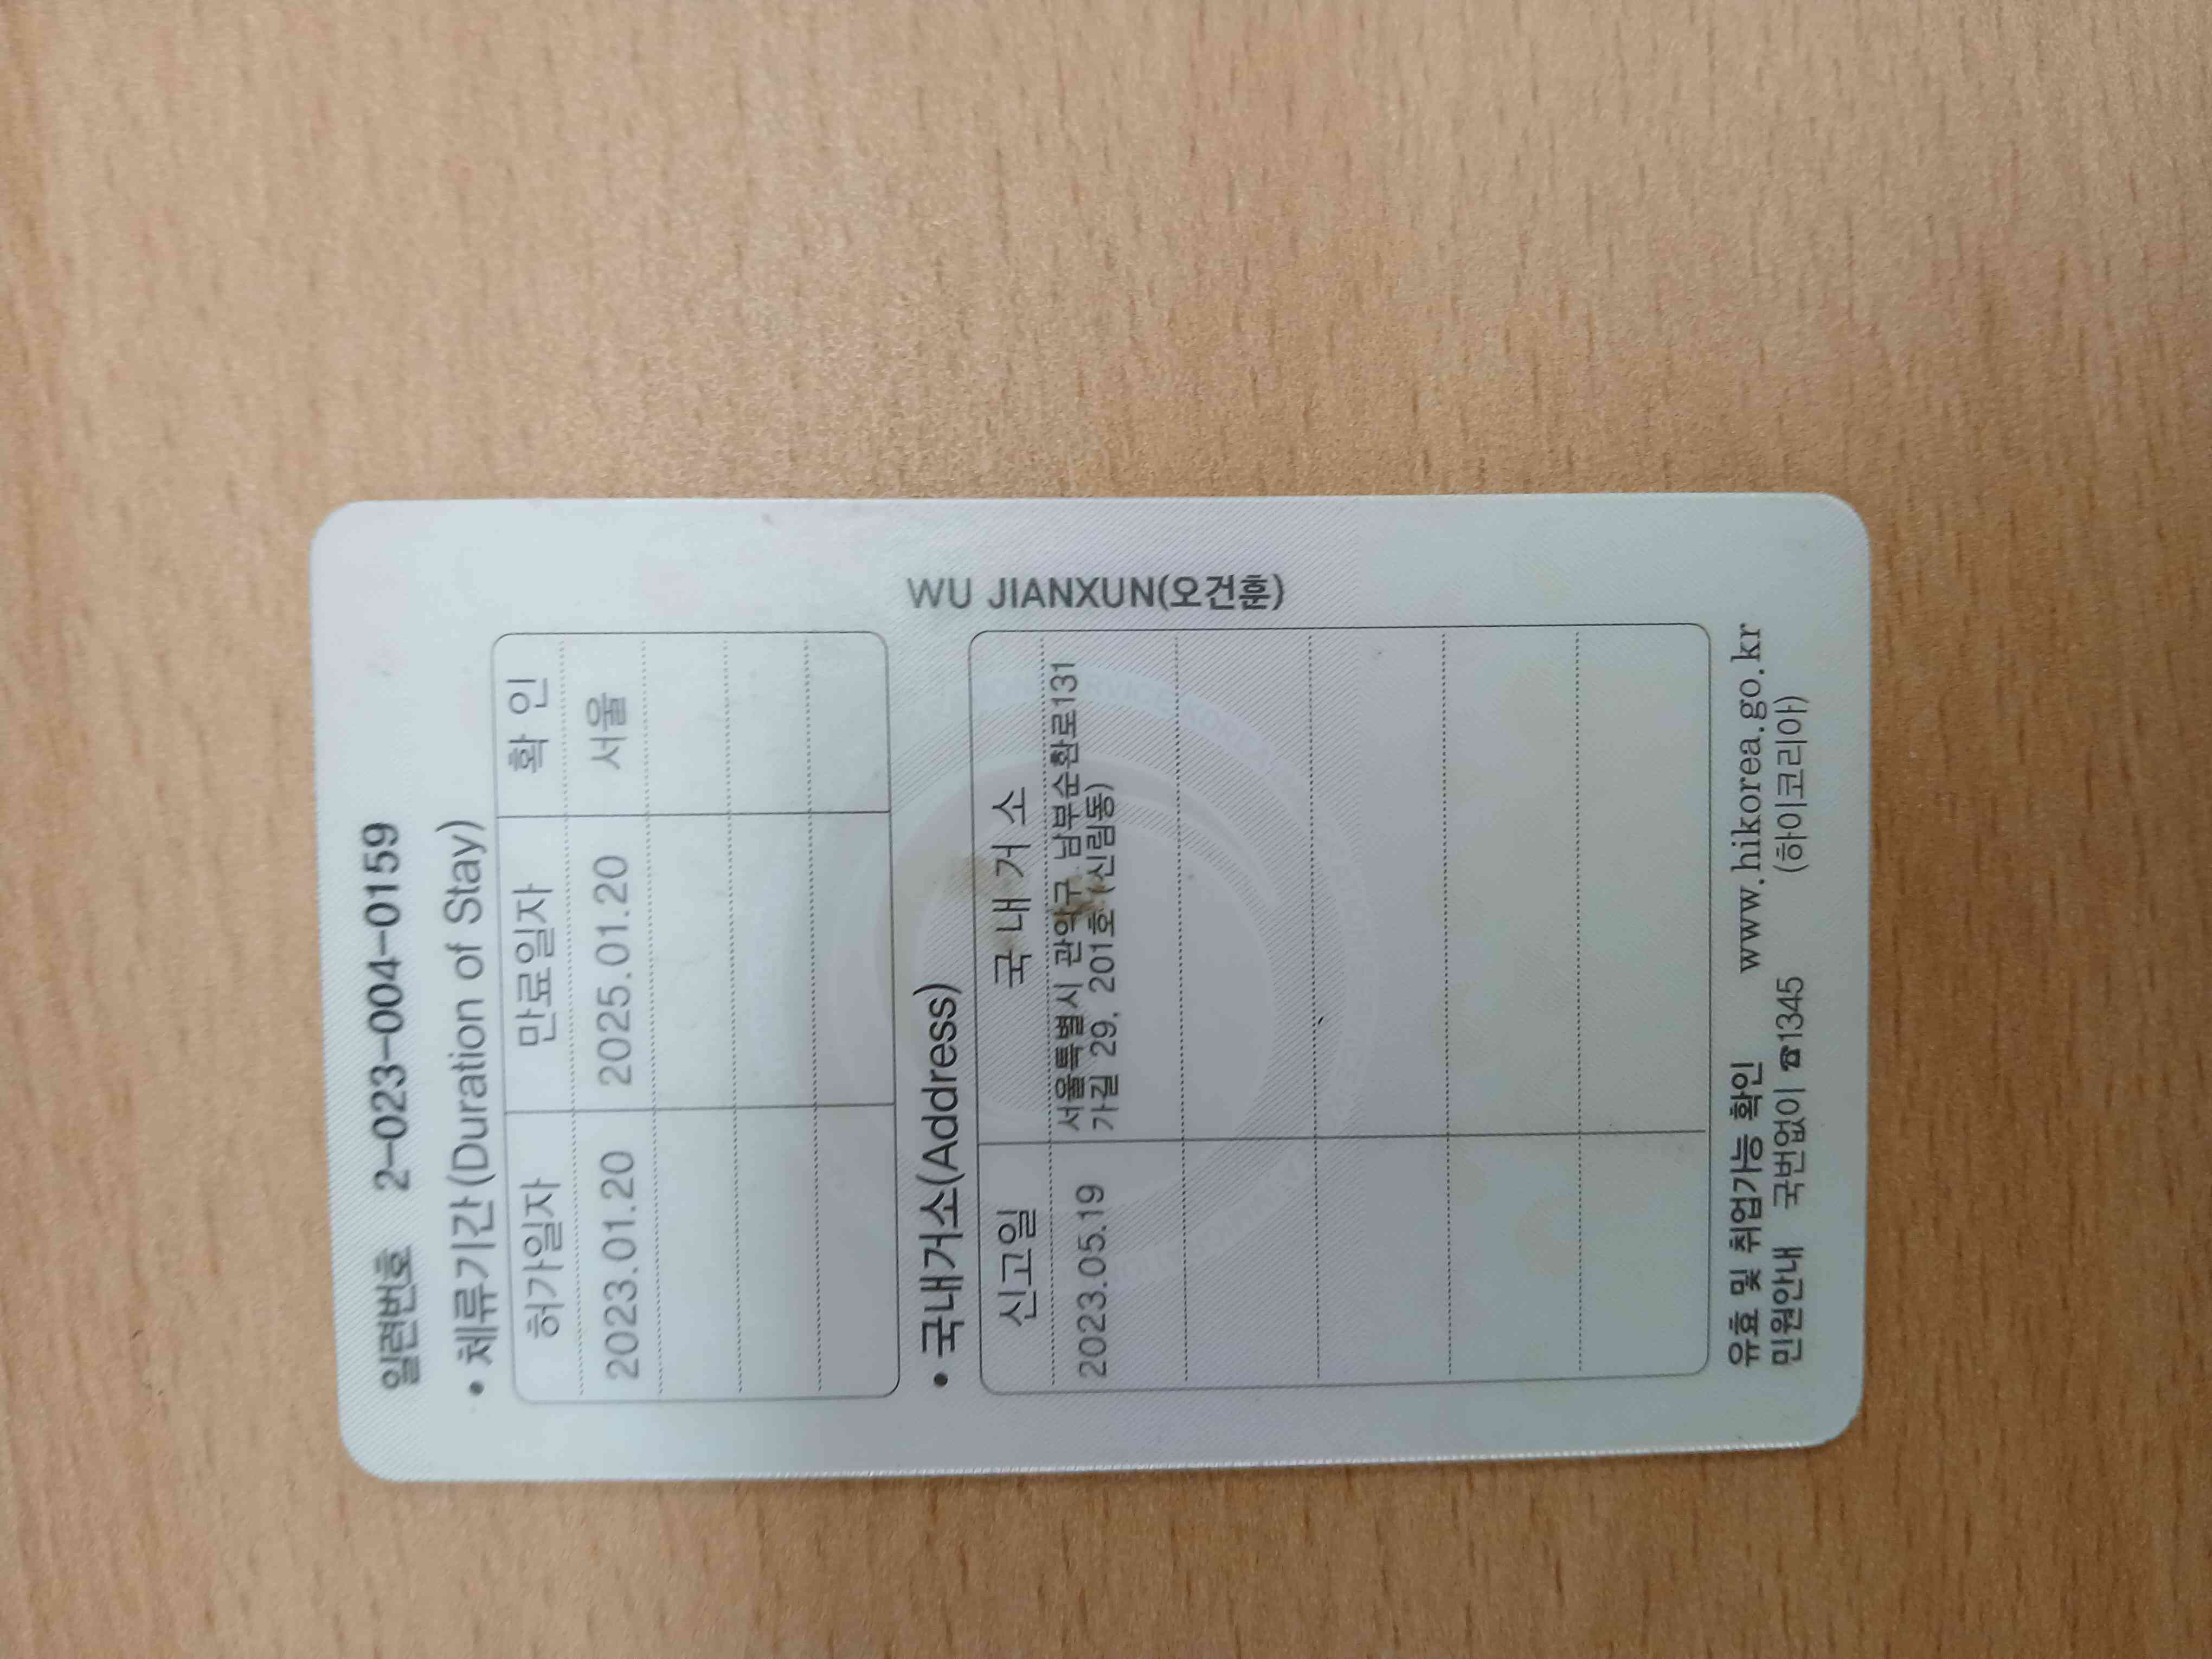 일련번호 2-023-004-0159
• 체류기간(Duration of Stay)
허가일자 만료일자 확 인
2023.01.20 2025.01.20 서울
• 국내거소(Address)
신고일 국 내 거 소
2023.05.19 서울특별시 관악구 남부순환로131
가길 29, 201호 (신림동)
유효 및 취업가능 확인 www.hikorea.go.kr
민원안내 국번없이 ☎1345 (하이코리아)
WU JIANXUN(오건훈)